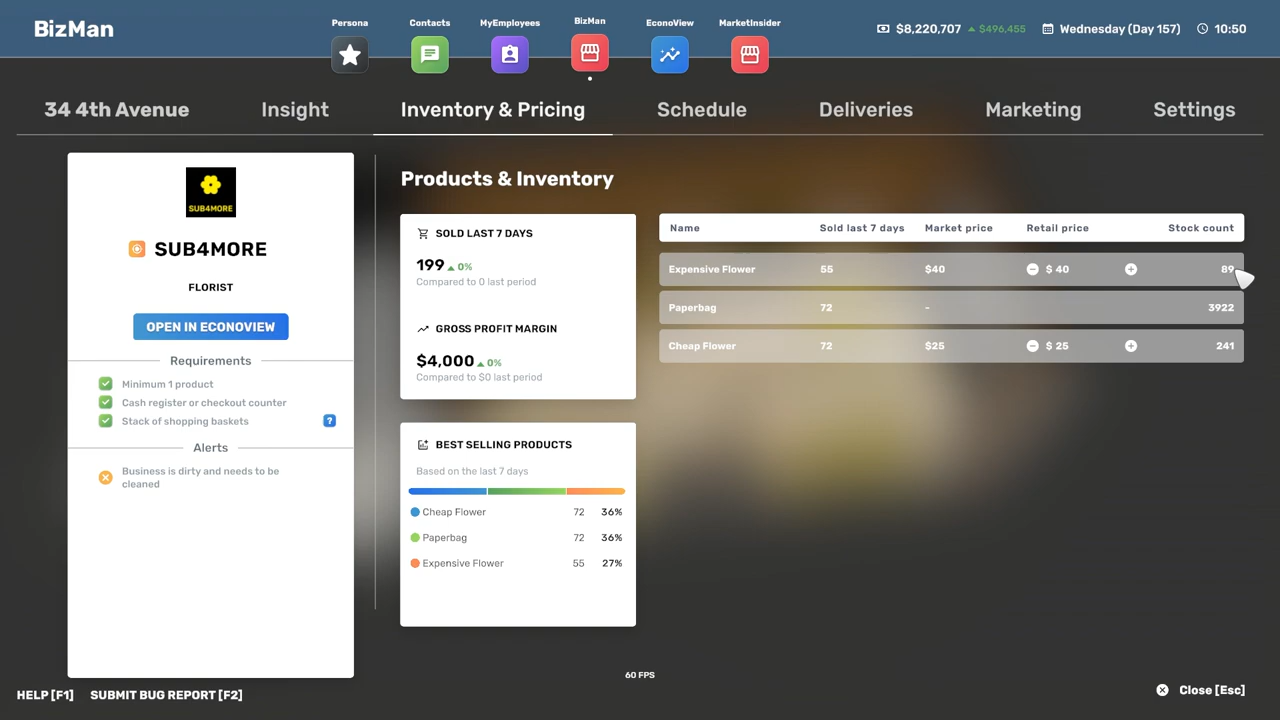 BizMan
Persona
Contacts
MyEmployees
BizMan
EconoView
MarketInsider
$8,220,707
$496,455
Wednesday (Day 157)
10:50
34 4th Avenue
Insight
Inventory & Pricing
Schedule
Deliveries
Marketing
Settings
SUB4MORE
SUB4MORE
FLORIST
OPEN IN ECONOVIEW
Requirements
Minimum 1 product
Cash register or checkout counter
Stack of shopping baskets
?
Alerts
Business is dirty and needs to be
cleaned
Products & Inventory
SOLD LAST 7 DAYS
199 0%
Compared to 0 last period
GROSS PROFIT MARGIN
$4,000 0%
Compared to $0 last period
BEST SELLING PRODUCTS
Based on the last 7 days
Cheap Flower 72 36%
Paperbag 72 36%
Expensive Flower 55 27%
Name Sold last 7 days Market price Retail price Stock count
Expensive Flower 55 $40 $ 40 89
Paperbag 72 - 3922
Cheap Flower 72 $25 $ 25 241
60 FPS
HELP [F1]
SUBMIT BUG REPORT [F2]
Close [Esc]